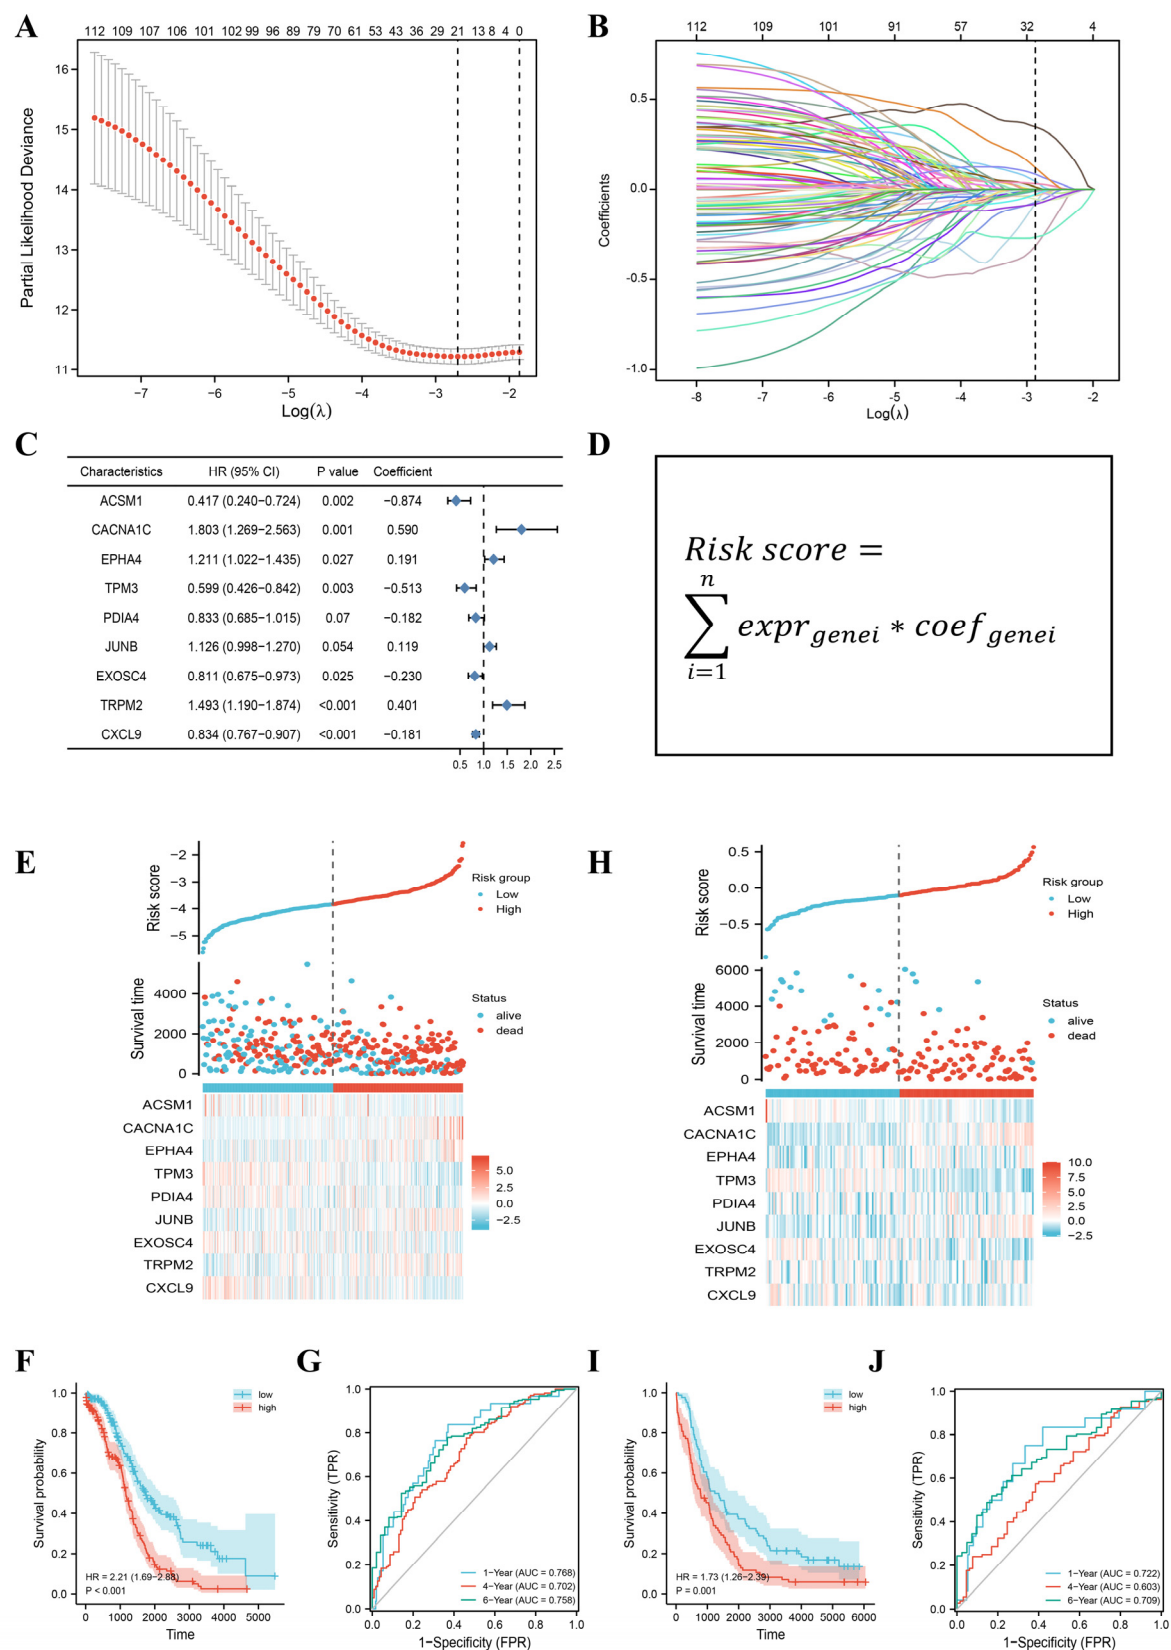 A
112 109 107 106 101 102 99 96 89 79 70 61 53 43 36 29 21 13 8 4 0
Partial Likelihood Deviance
16
15
14
13
12
11
−7 −6 −5 −4 −3 −2
Log(λ)
B
112 109 101 91 57 32 4
Coefficients
0.5
0.0
-0.5
-1.0
-8 -7 -6 -5 -4 -3 -2
Log(λ)
C
Characteristics HR (95% CI) P value Coefficient
ACSM1 0.417 (0.240−0.724) 0.002 −0.874
CACNA1C 1.803 (1.269−2.563) 0.001 0.590
EPHA4 1.211 (1.022−1.435) 0.027 0.191
TPM3 0.599 (0.426−0.842) 0.003 −0.513
PDIA4 0.833 (0.685−1.015) 0.07 −0.182
JUNB 1.126 (0.998−1.270) 0.054 0.119
EXOSC4 0.811 (0.675−0.973) 0.025 −0.230
TRPM2 1.493 (1.190−1.874) <0.001 0.401
CXCL9 0.834 (0.767−0.907) <0.001 −0.181
0.5 1.0 1.5 2.0 2.5
D
Risk score =
n
∑ expr_genei * coef_genei
i=1
E
Risk score
−2
−3
−4
−5
Risk group
Low
High
Survival time
4000
2000
0
Status
alive
dead
ACSM1
CACNA1C
EPHA4
TPM3
PDIA4
JUNB
EXOSC4
TRPM2
CXCL9
5.0
2.5
0.0
−2.5
H
Risk score
0.5
0.0
−0.5
Risk group
Low
High
Survival time
6000
4000
2000
0
Status
alive
dead
ACSM1
CACNA1C
EPHA4
TPM3
PDIA4
JUNB
EXOSC4
TRPM2
CXCL9
10.0
7.5
5.0
2.5
0.0
−2.5
F
Survival probability
1.0
0.8
0.6
0.4
0.2
0.0
low
high
HR = 2.21 (1.69−2.88)
P < 0.001
0 1000 2000 3000 4000 5000
Time
G
Sensitivity (TPR)
1.0
0.8
0.6
0.4
0.2
0.0
1-Year (AUC = 0.768)
4-Year (AUC = 0.702)
6-Year (AUC = 0.758)
0.0 0.2 0.4 0.6 0.8 1.0
1-Specificity (FPR)
I
Survival probability
1.0
0.8
0.6
0.4
0.2
0.0
low
high
HR = 1.73 (1.26−2.39)
P = 0.001
0 1000 2000 3000 4000 5000 6000
Time
J
Sensitivity (TPR)
1.0
0.8
0.6
0.4
0.2
0.0
1-Year (AUC = 0.722)
4-Year (AUC = 0.603)
6-Year (AUC = 0.709)
0.0 0.2 0.4 0.6 0.8 1.0
1-Specificity (FPR)